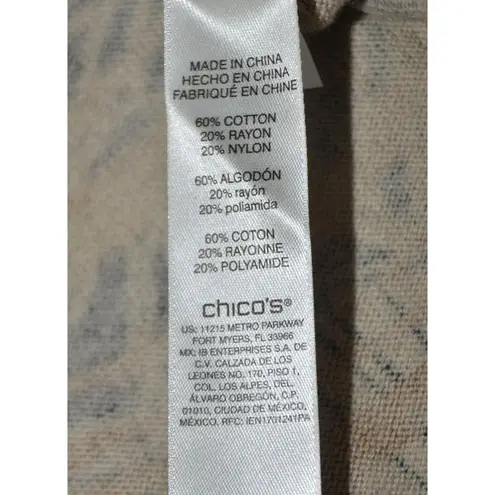 MADE IN CHINA
HECHO EN CHINA
FABRIQUÉ EN CHINE
60% COTTON
20% RAYON
20% NYLON
60% ALGODÓN
20% rayón
20% poliamida
60% COTON
20% RAYONNE
20% POLYAMIDE
chico's®
US: 11215 METRO PARKWAY
FORT MYERS, FL 33966
MX: IB ENTERPRISES S.A. DE
C.V. CALZADA DE LOS
LEONES NO. 170, PISO 1,
COL. LOS ALPES, DEL.
ÁLVARO OBREGÓN, C.P.
01010, CIUDAD DE MÉXICO,
MÉXICO. RFC: IEN1701241PA